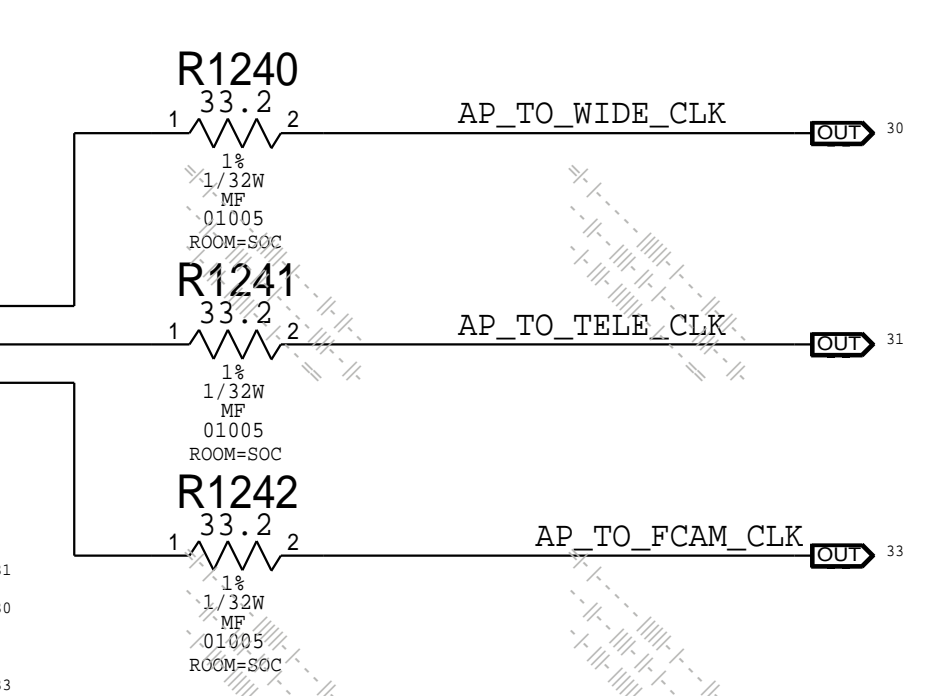 R1240
33.2
1 2 AP_TO_WIDE_CLK OUT 30
1%
1/32W
MF
01005
ROOM=SOC
R1241
33.2
1 2 AP_TO_TELE_CLK OUT 31
1%
1/32W
MF
01005
ROOM=SOC
R1242
33.2
1 2 AP_TO_FCAM_CLK OUT 33
1%
1/32W
MF
01005
ROOM=SOC